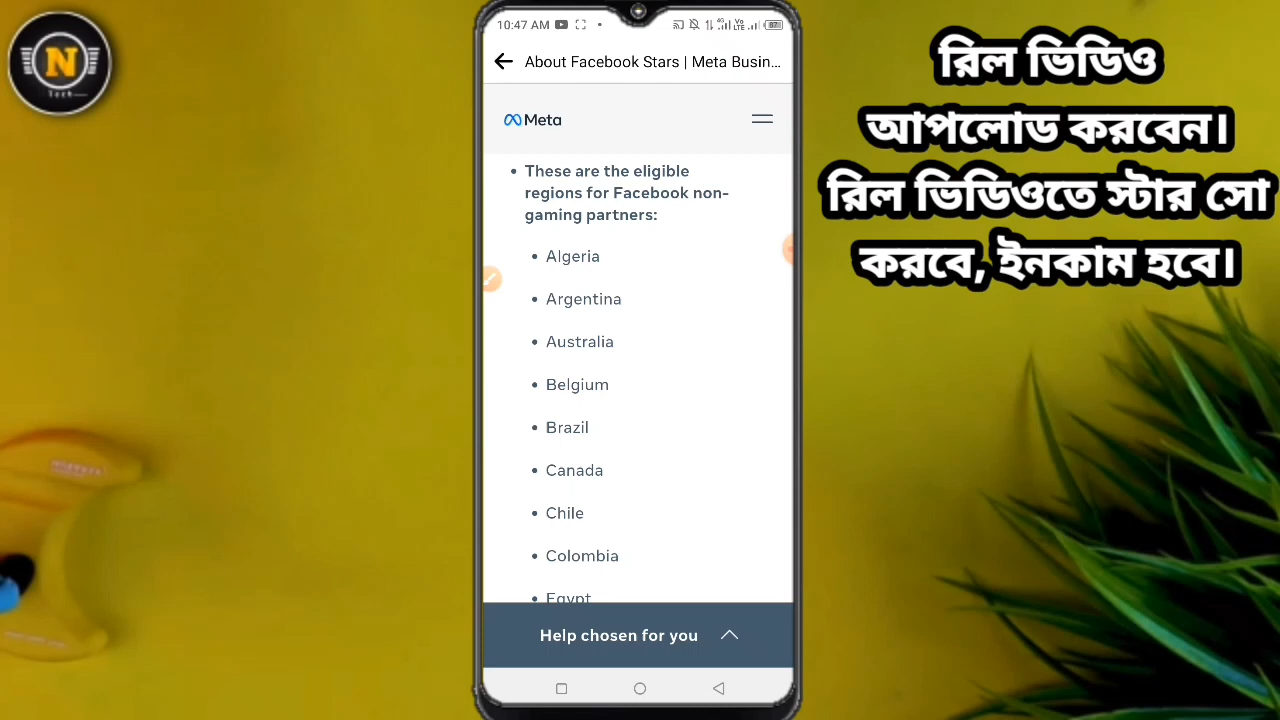 N
Tech
10:47 AM
About Facebook Stars | Meta Busin...
Meta
These are the eligible
regions for Facebook non-
gaming partners:
Algeria
Argentina
Australia
Belgium
Brazil
Canada
Chile
Colombia
Egypt
Help chosen for you
রিল ভিডিও
আপলোড করবেন।
রিল ভিডিওতে স্টার সো
করবে, ইনকাম হবে।